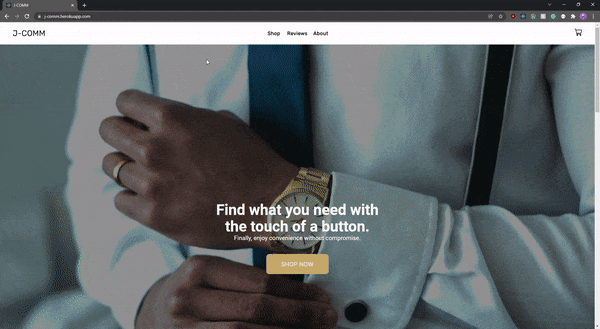 J-COMM
j-comm.herokuapp.com
J-COMM
Shop Reviews About
Find what you need with
the touch of a button.
Finally, enjoy convenience without compromise.
SHOP NOW